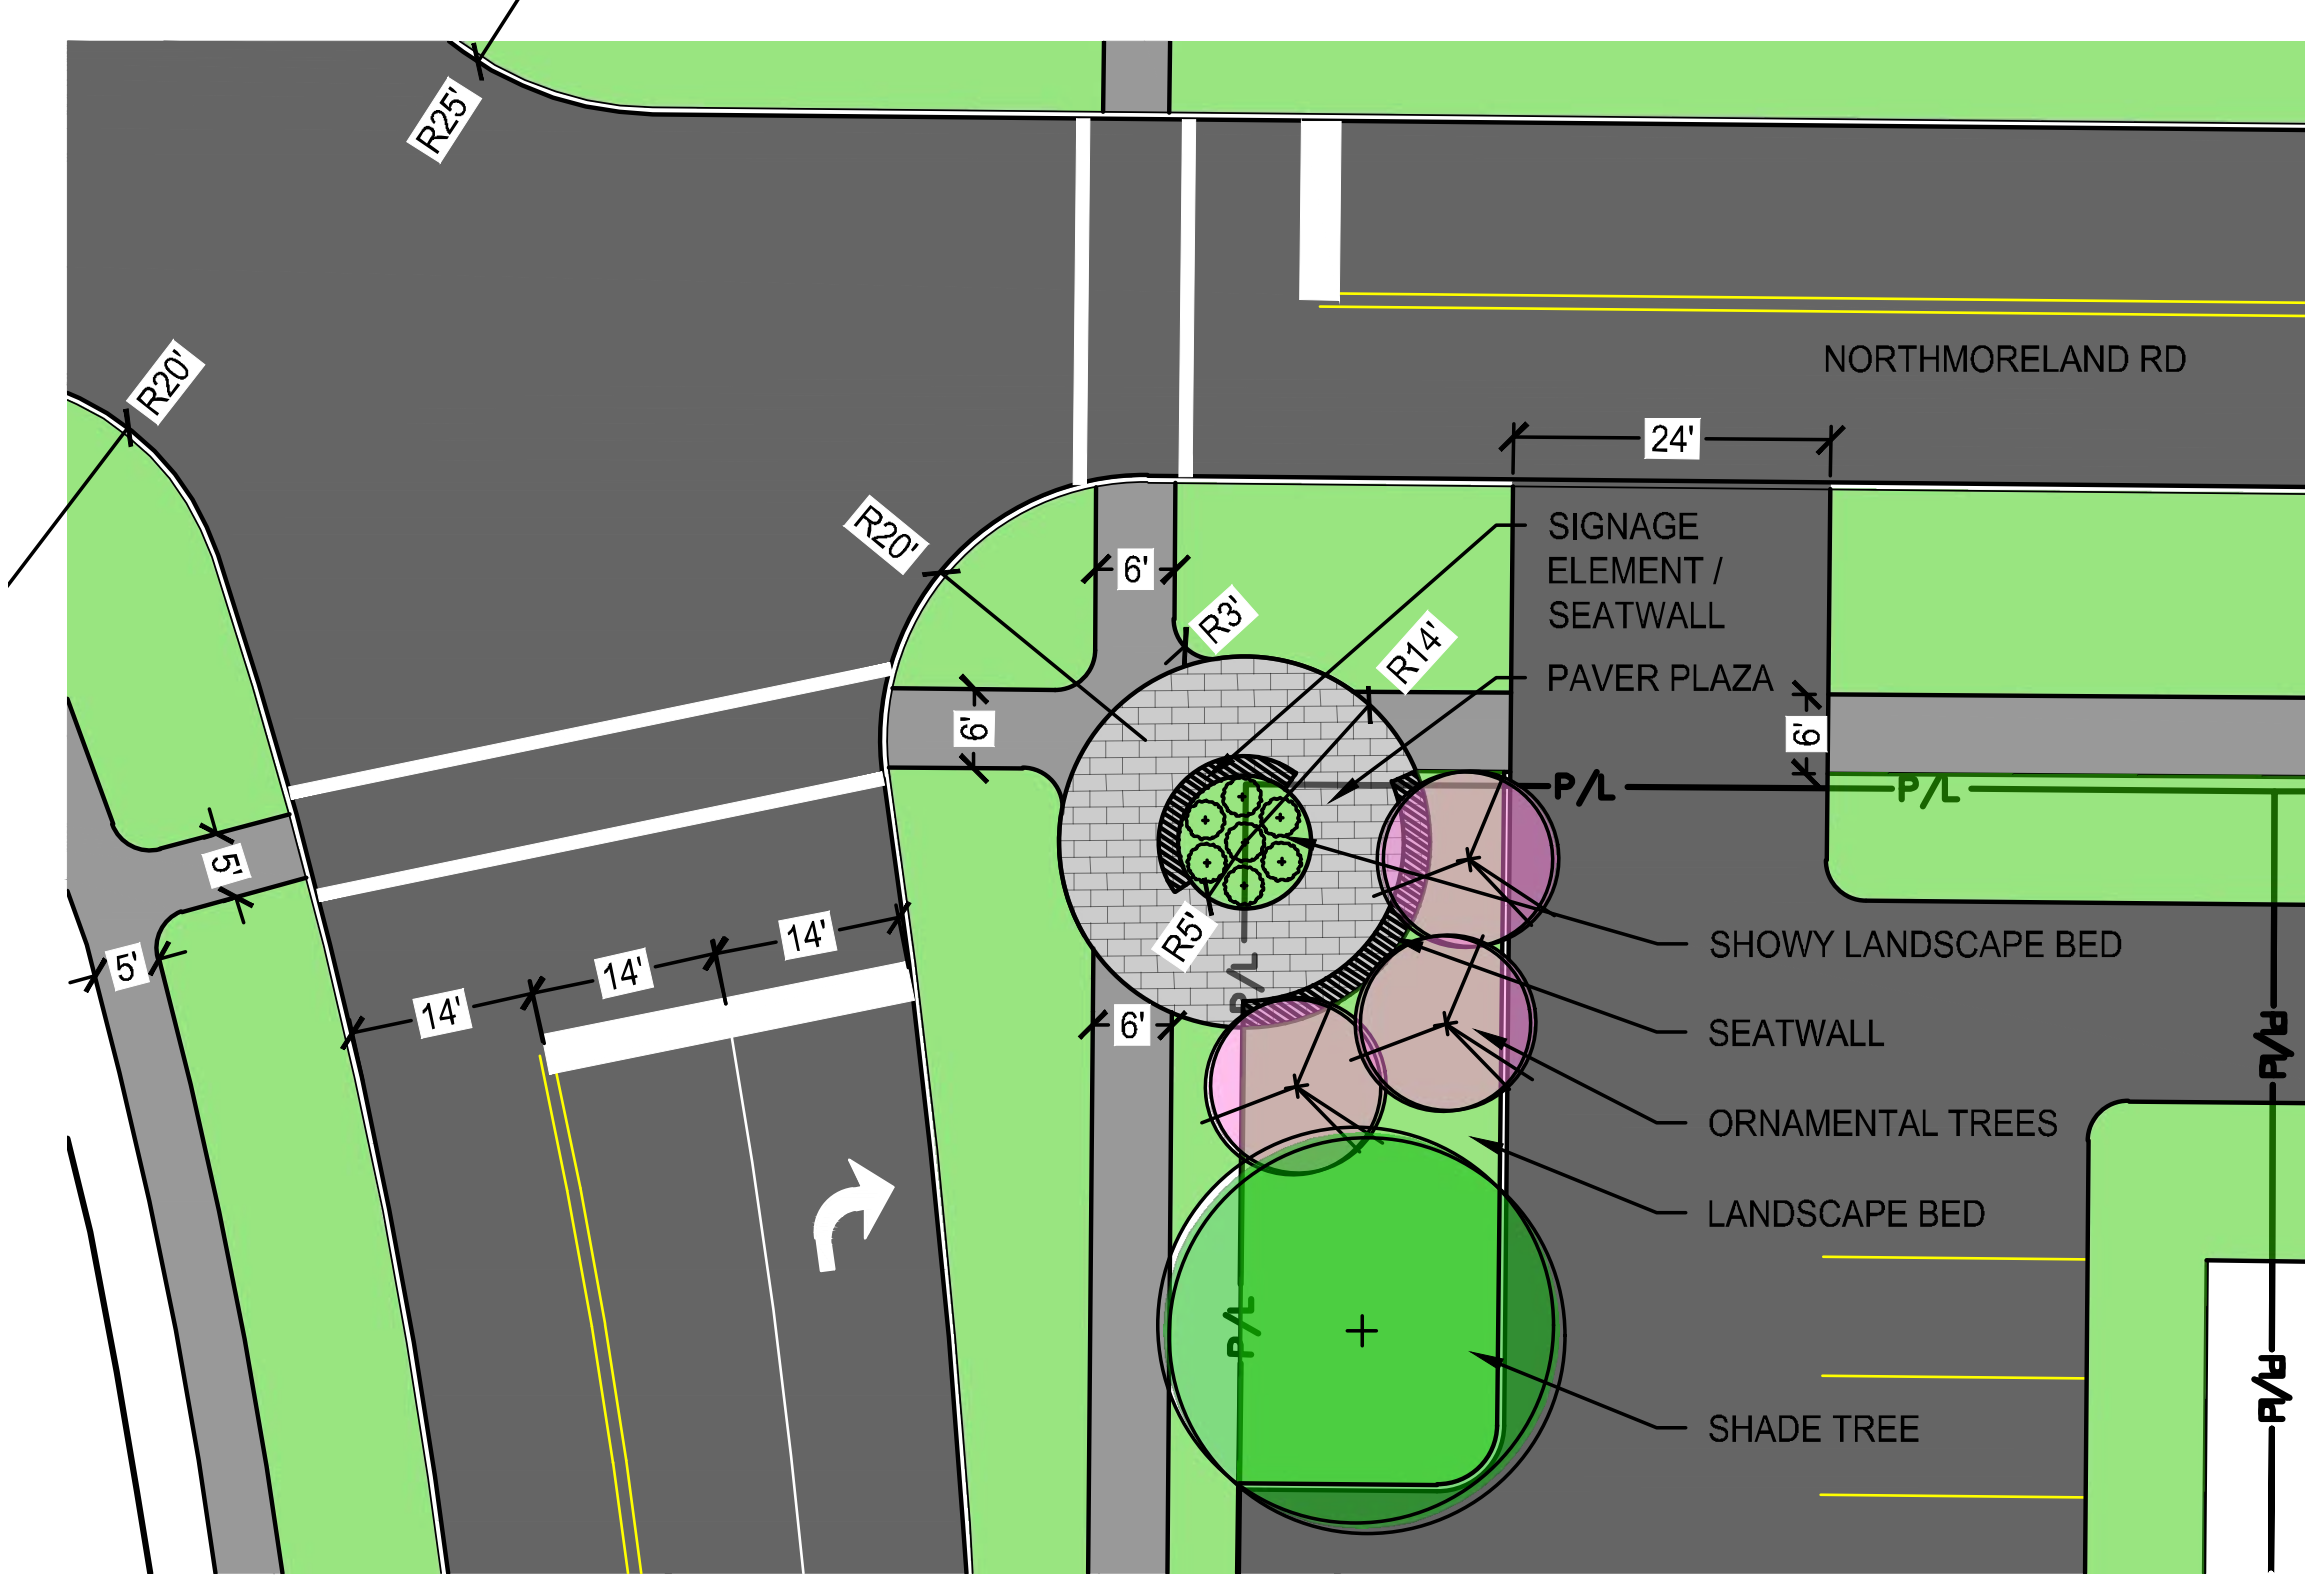 R25'
R20'
NORTHMORELAND RD
24'
R20'
SIGNAGE
ELEMENT /
SEATWALL
6'
R3'
R14'
PAVER PLAZA
6'
6'
P/L
P/L
5'
R5'
14'
14'
14'
5'
SHOWY LANDSCAPE BED
P/L
6'
SEATWALL
P/L
ORNAMENTAL TREES
LANDSCAPE BED
P/L
P/L
SHADE TREE